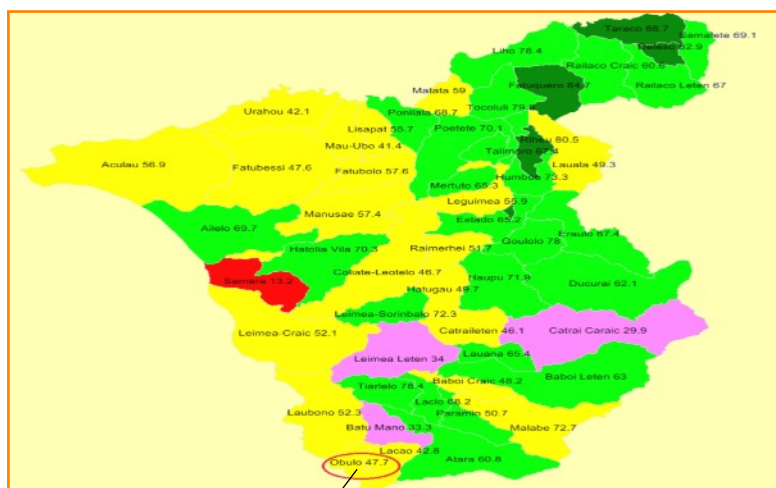 Taraco 88.7
Samalete 69.1
Deleso 62.9
Liho 78.4
Railaco Craic 60.6
Fatuquero 84.7
Railaco Leten 67
Matata 59
Tocoluli 79.4
Urahou 42.1
Ponilala 68.7
Lisapat 55.7
Poetete 70.1
Riheu 80.5
Mau-Ubo 41.4
Talimoro 67.4
Aculau 56.9
Fatubessi 47.6
Fatubolo 57.6
Lauala 49.3
Humboe 73.3
Mertuto 65.3
Leguimea 55.9
Manusae 57.4
Estado 65.2
Ailelo 69.7
Eraulo 67.4
Goulolo 78
Hatolia Vila 70.3
Raimerhei 51.7
Samara 13.2
Coliate-Leotelo 46.7
Haupu 71.9
Ducurai 62.1
Hatugau 49.7
Leimea-Sorinbalo 72.3
Leimea-Craic 52.1
Catraileten 46.1
Catrai Caraic 29.9
Leimea Leten 34
Lauana 65.4
Baboi Craic 48.2
Baboi Leten 63
Tiarlelo 78.4
Laclo 68.2
Laubono 52.3
Paramin 50.7
Batu Mano 33.3
Malabe 72.7
Lacao 42.8
Obulo 47.7
Atara 60.8